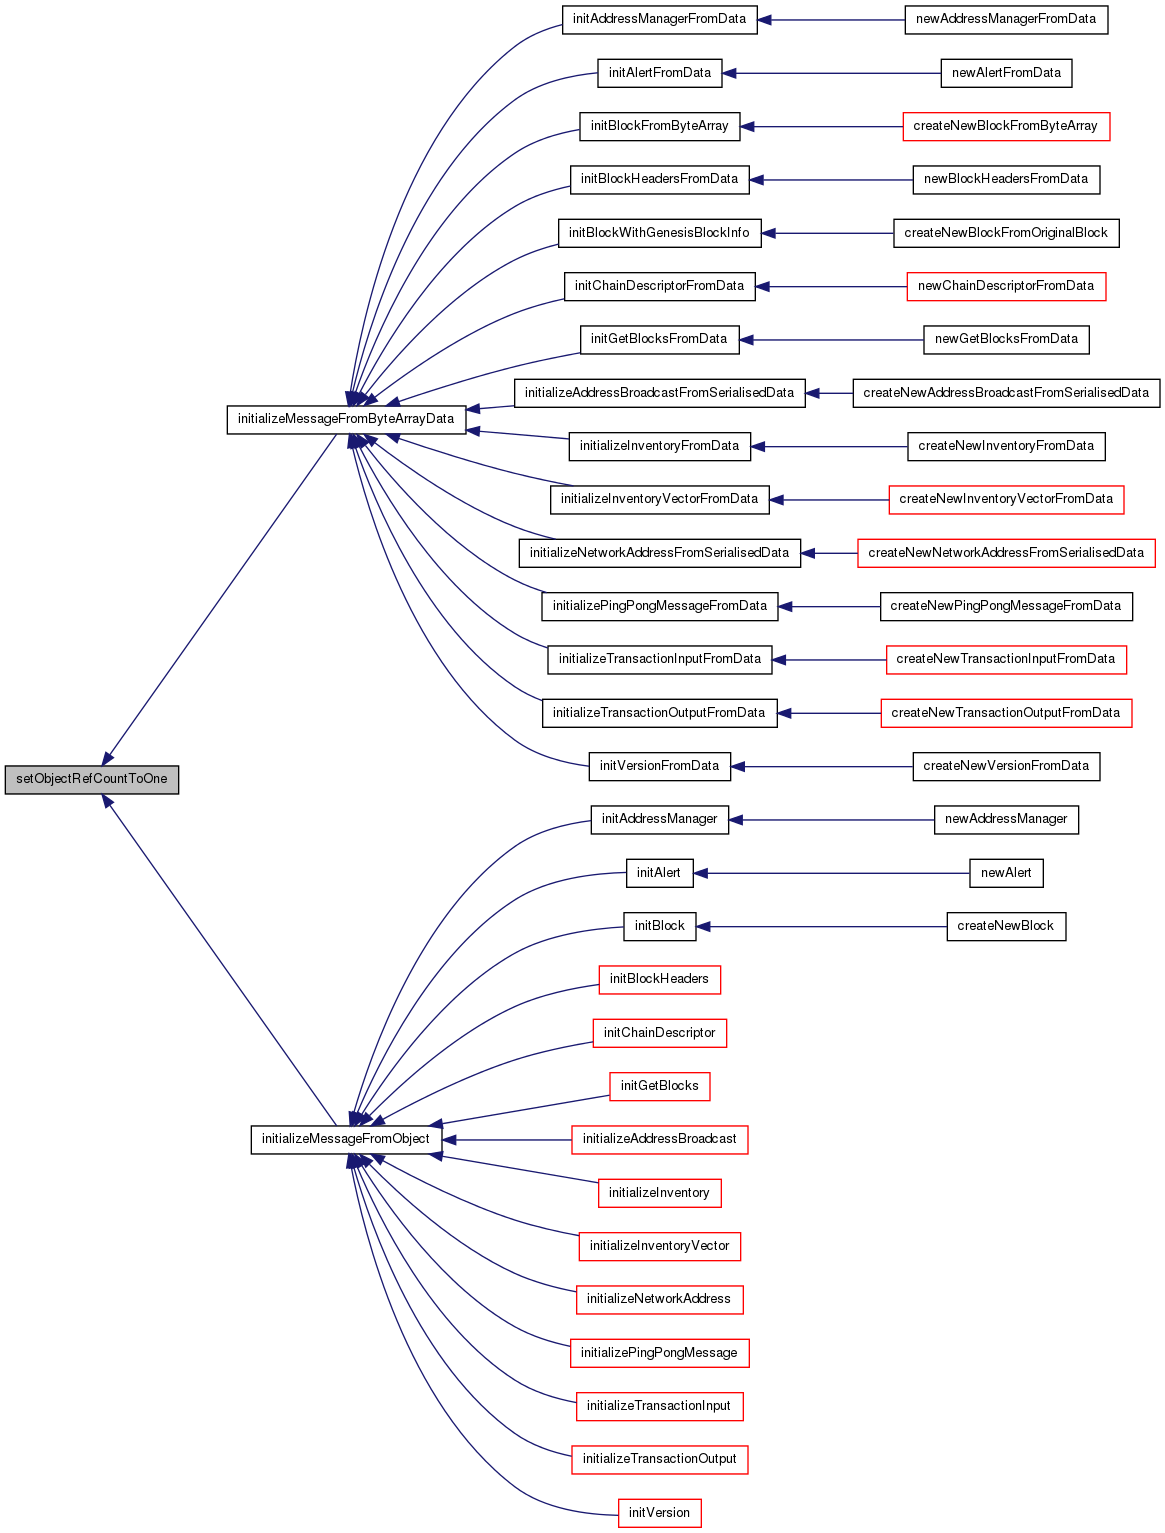 initAddressManagerFromData
newAddressManagerFromData
initAlertFromData
newAlertFromData
initBlockFromByteArray
createNewBlockFromByteArray
initBlockHeadersFromData
newBlockHeadersFromData
initBlockWithGenesisBlockInfo
createNewBlockFromOriginalBlock
initChainDescriptorFromData
newChainDescriptorFromData
initGetBlocksFromData
newGetBlocksFromData
initializeAddressBroadcastFromSerialisedData
createNewAddressBroadcastFromSerialisedData
initializeMessageFromByteArrayData
initializeInventoryFromData
createNewInventoryFromData
initializeInventoryVectorFromData
createNewInventoryVectorFromData
initializeNetworkAddressFromSerialisedData
createNewNetworkAddressFromSerialisedData
initializePingPongMessageFromData
createNewPingPongMessageFromData
initializeTransactionInputFromData
createNewTransactionInputFromData
initializeTransactionOutputFromData
createNewTransactionOutputFromData
initVersionFromData
createNewVersionFromData
setObjectRefCountToOne
initAddressManager
newAddressManager
initAlert
newAlert
initBlock
createNewBlock
initBlockHeaders
initChainDescriptor
initGetBlocks
initializeMessageFromObject
initializeAddressBroadcast
initializeInventory
initializeInventoryVector
initializeNetworkAddress
initializePingPongMessage
initializeTransactionInput
initializeTransactionOutput
initVersion